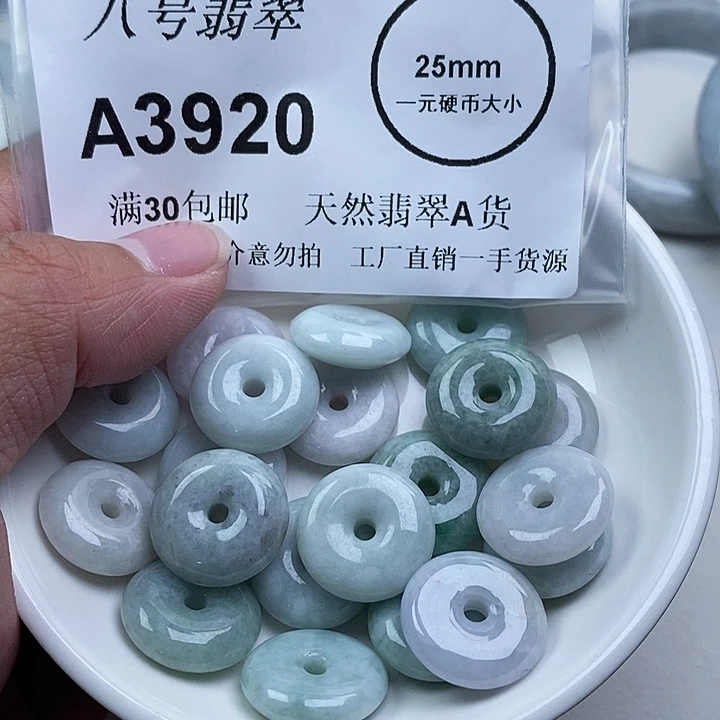 八号翡翠
25mm
一元硬币大小
A3920
满30包邮 天然翡翠A货
介意勿拍 工厂直销一手货源